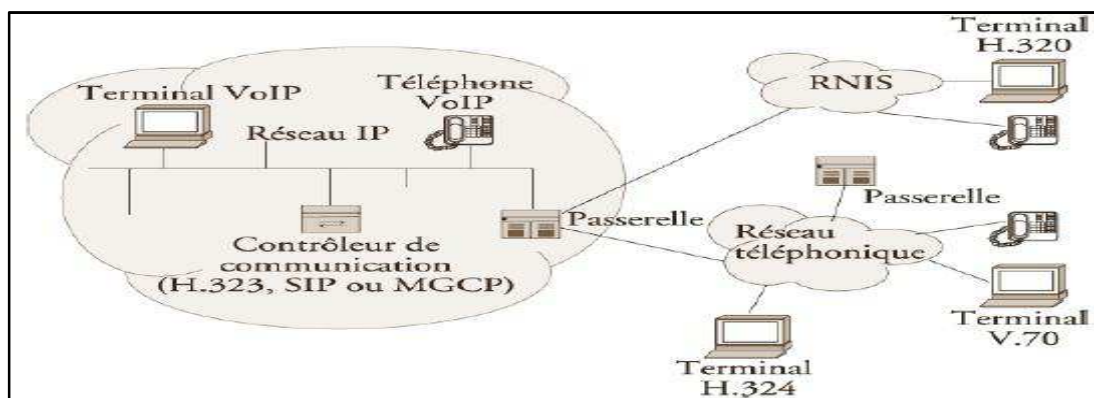 Terminal
H.320
Téléphone
VoIP
Terminal VoIP
RNIS
Réseau IP
Passerelle
Passerelle
Réseau
téléphonique
Contrôleur de
communication
(H.323, SIP ou MGCP)
Terminal
V.70
Terminal
H.324